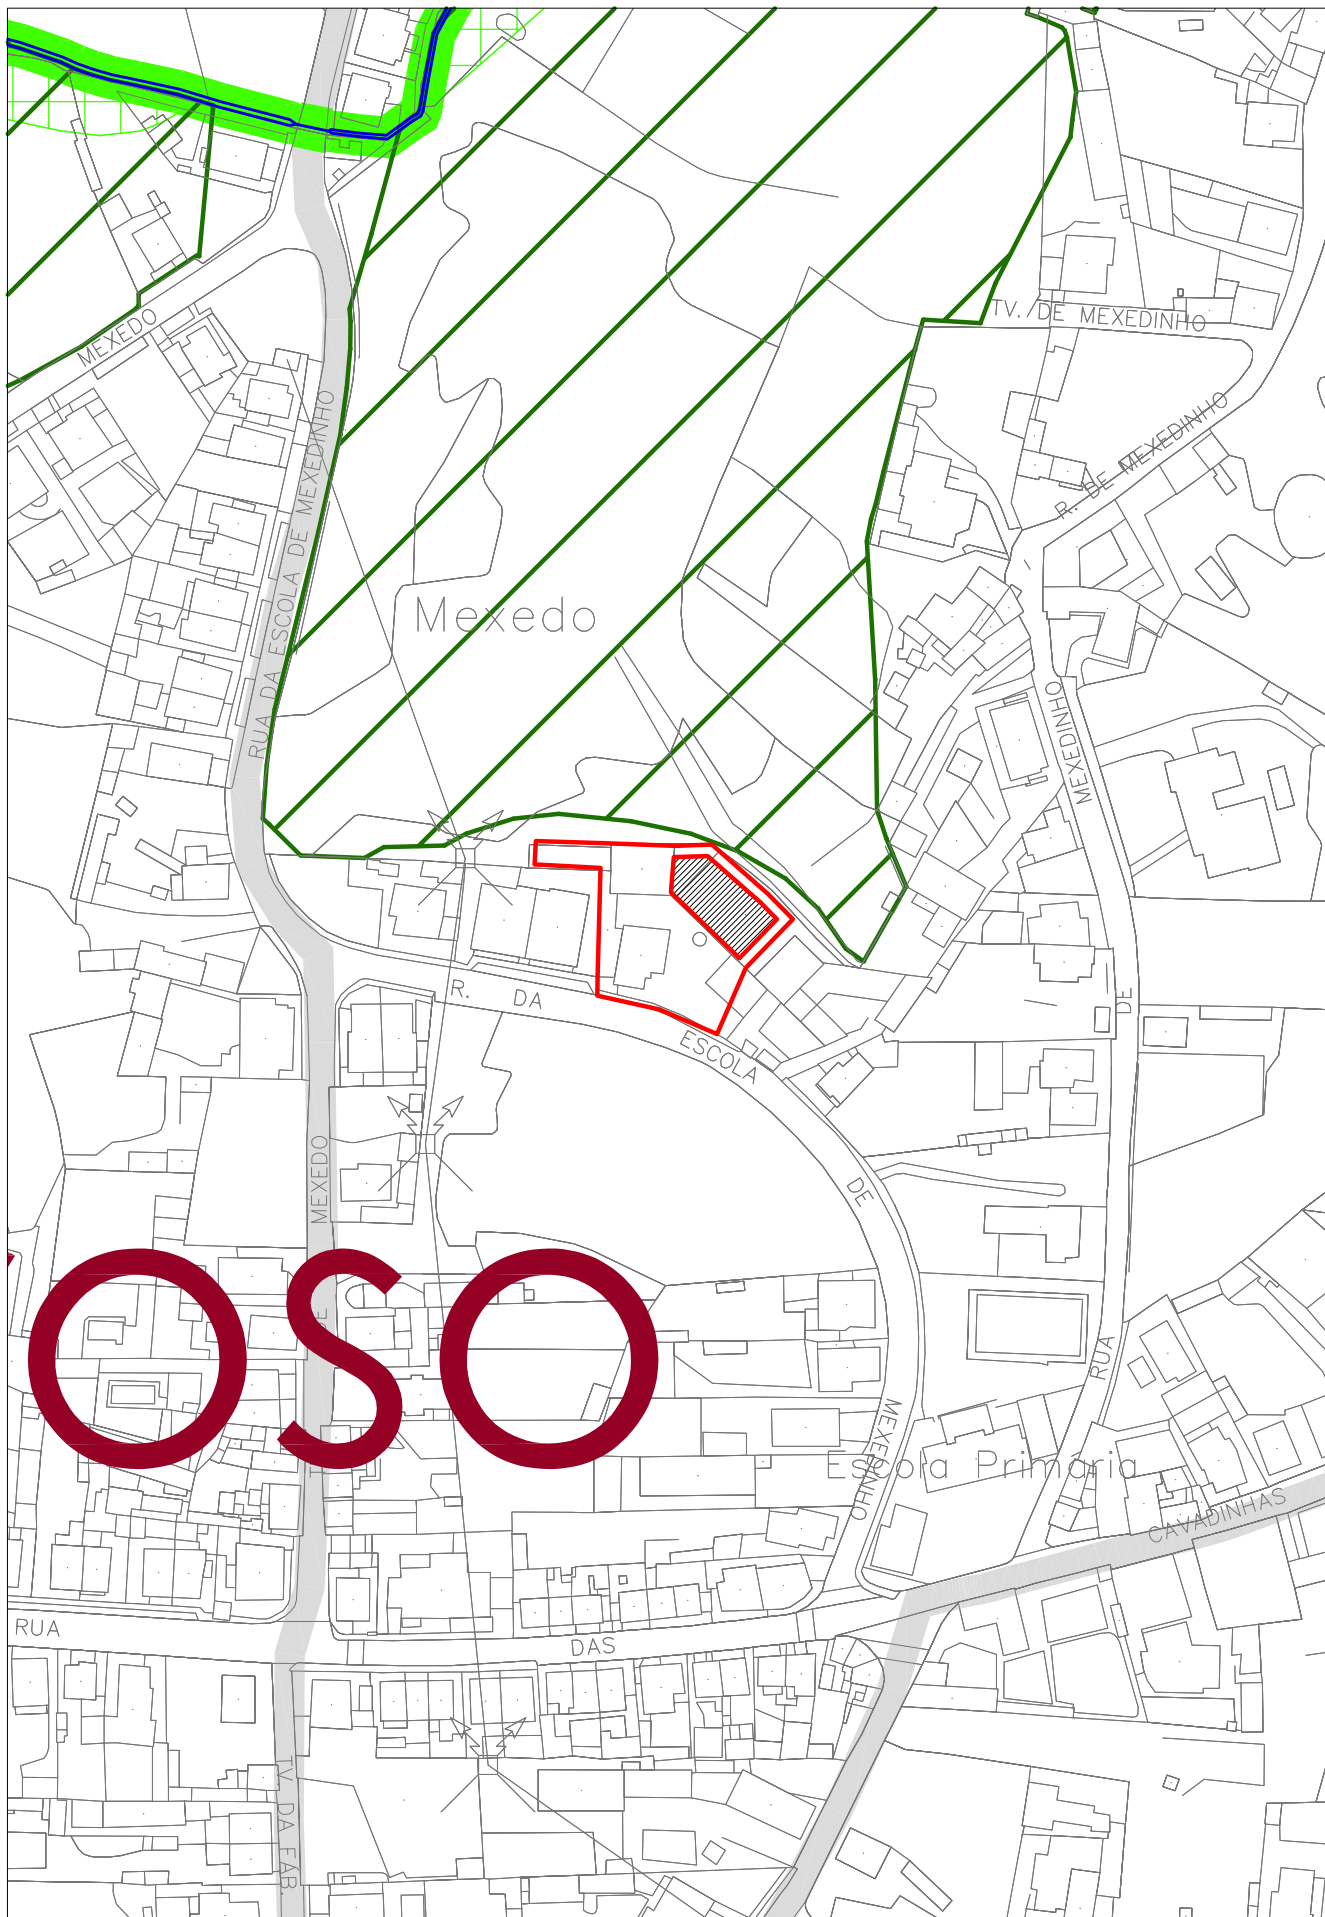 MEXEDO
TV. DE MEXEDINHO
R. DE MEXEDINHO
RUA DA ESCOLA DE MEXEDINHO
Mexedo
RUA DE MEXEDINHO
R. DA ESCOLA DE MEXEDINHO
MEXEDO
DE
OSO
Escola Primária
RUA DAS CAVADINHAS
TV. DA FÁB.